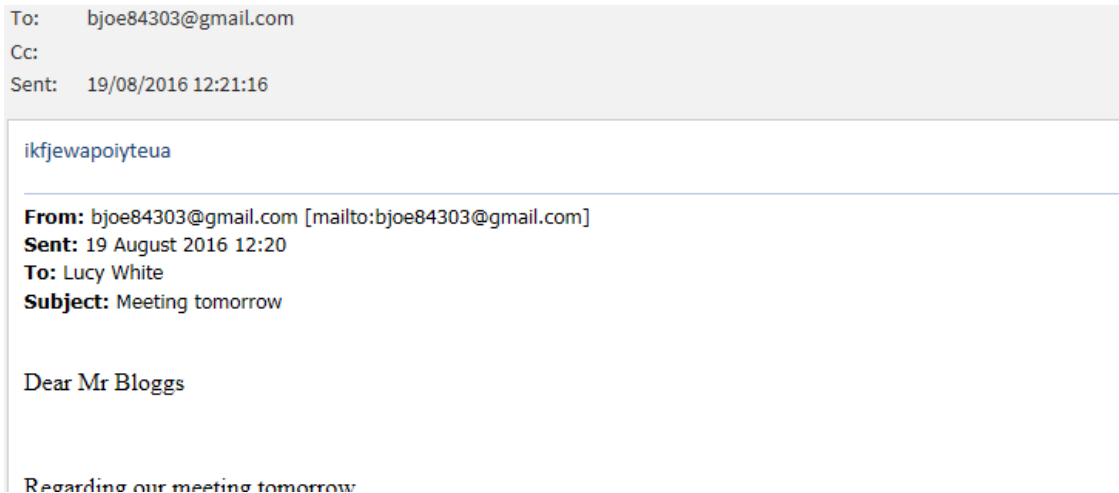 To: bjoe84303@gmail.com
Cc:
Sent: 19/08/2016 12:21:16
ikfjewapoiyteua
From: bjoe84303@gmail.com [mailto:bjoe84303@gmail.com]
Sent: 19 August 2016 12:20
To: Lucy White
Subject: Meeting tomorrow
Dear Mr Bloggs
Regarding our meeting tomorrow